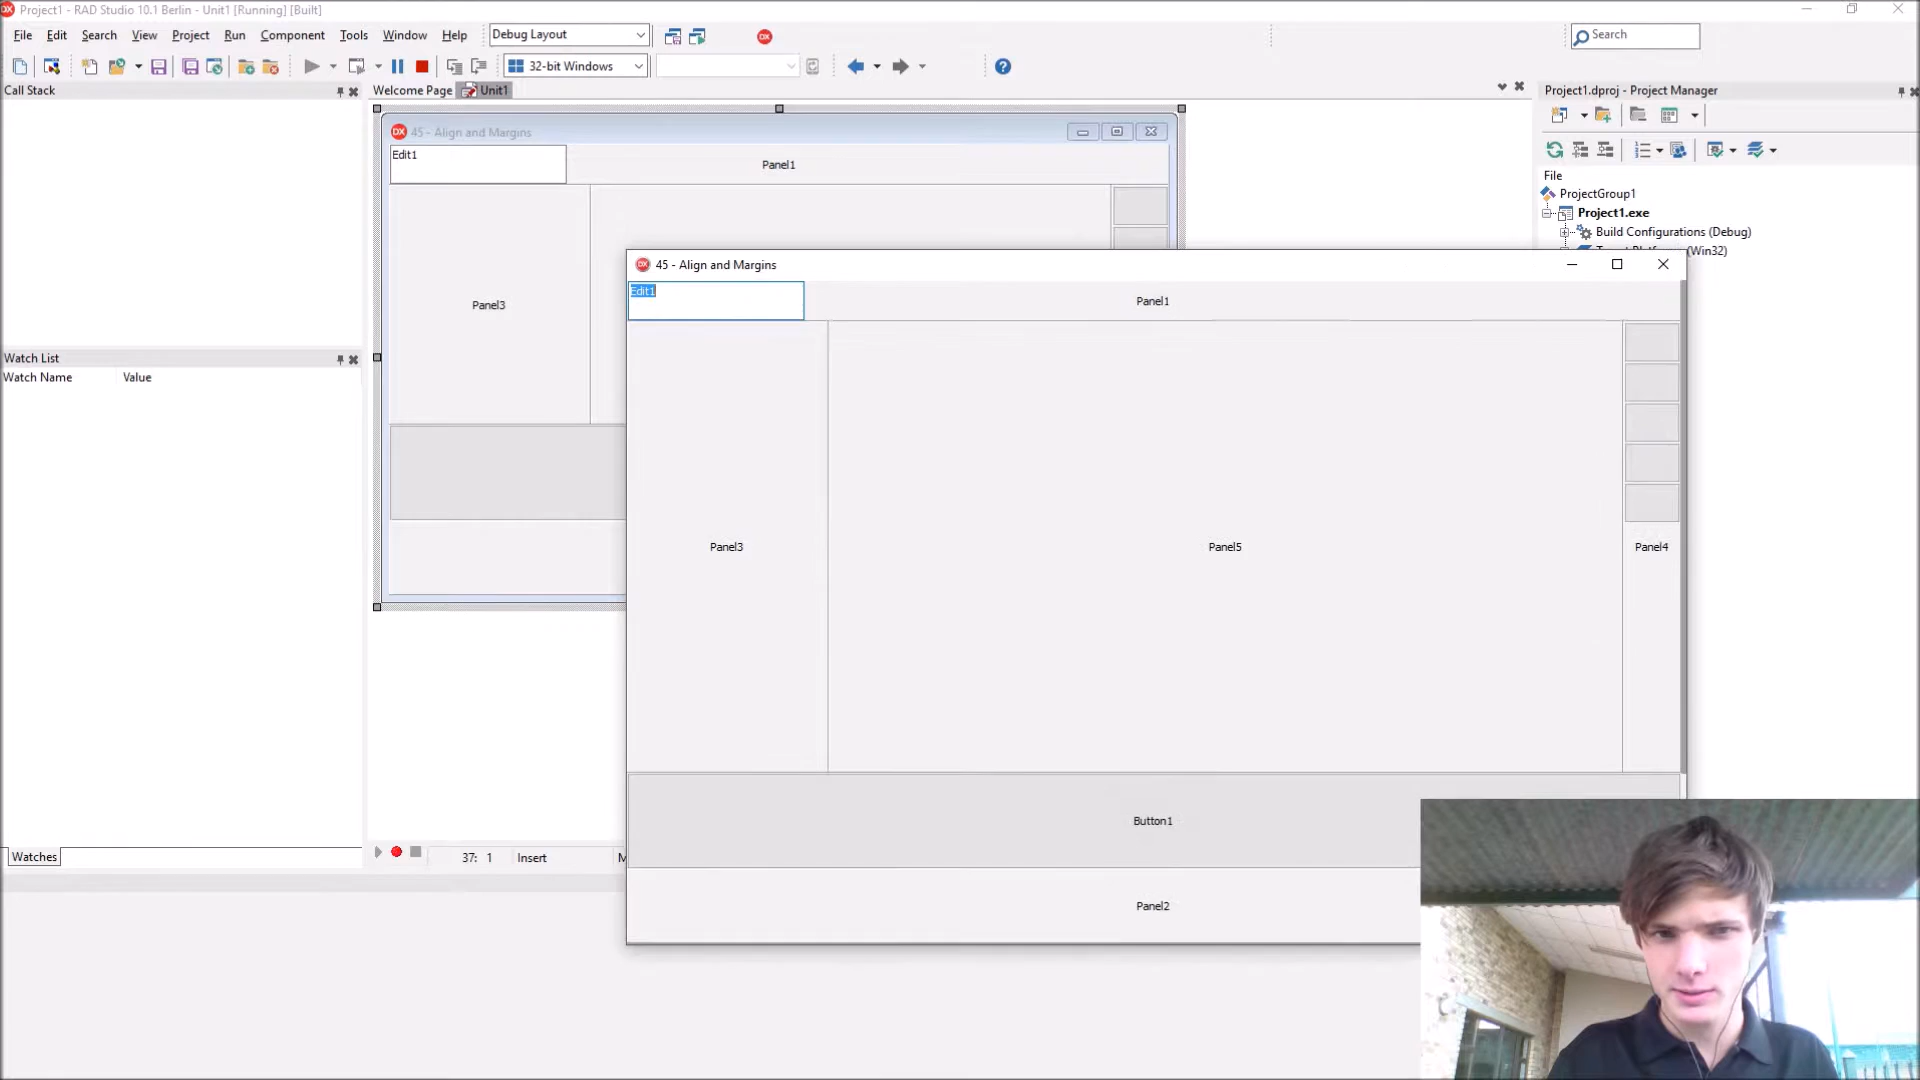 Project1 - RAD Studio 10.1 Berlin - Unit1 [Running] [Built]
File Edit Search View Project Run Component Tools Window Help Debug Layout Search
32-bit Windows
Call Stack
Welcome Page Unit1
Project1.dproj - Project Manager
45 - Align and Margins
Edit1
Panel1
Panel3
File
ProjectGroup1
Project1.exe
Build Configurations (Debug)
(Win32)
45 - Align and Margins
Edit1
Panel1
Panel3
Panel5
Panel4
Button1
Panel2
Watch List
Watch Name Value
Watches
37: 1 Insert